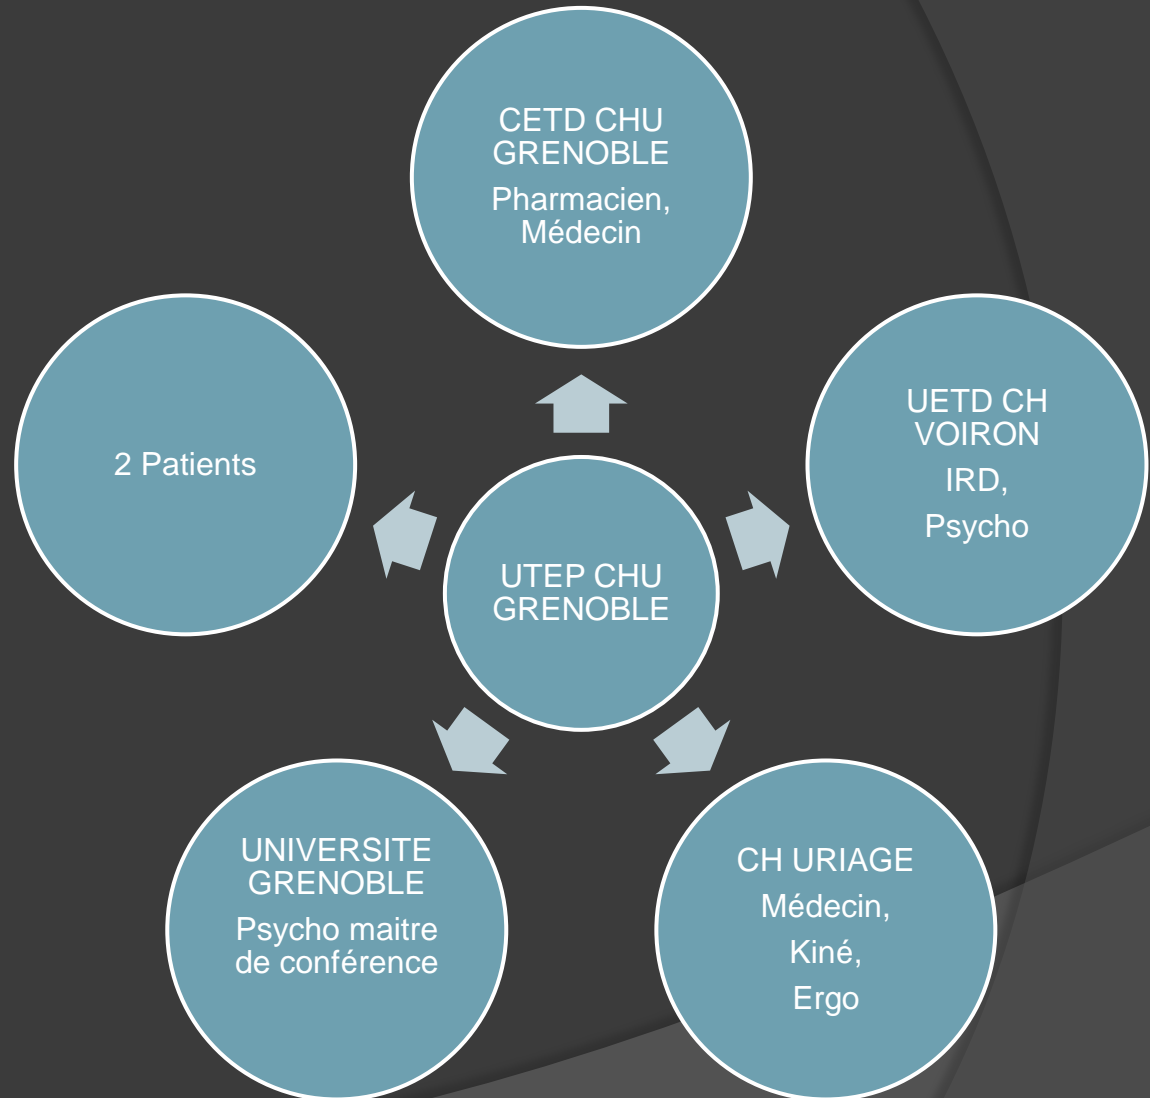 CETD CHU
GRENOBLE
Pharmacien,
Médecin
2 Patients
UETD CH
VOIRON
IRD,
Psycho
UTEP CHU
GRENOBLE
UNIVERSITE
GRENOBLE
Psycho maitre
de conférence
CH URIAGE
Médecin,
Kiné,
Ergo